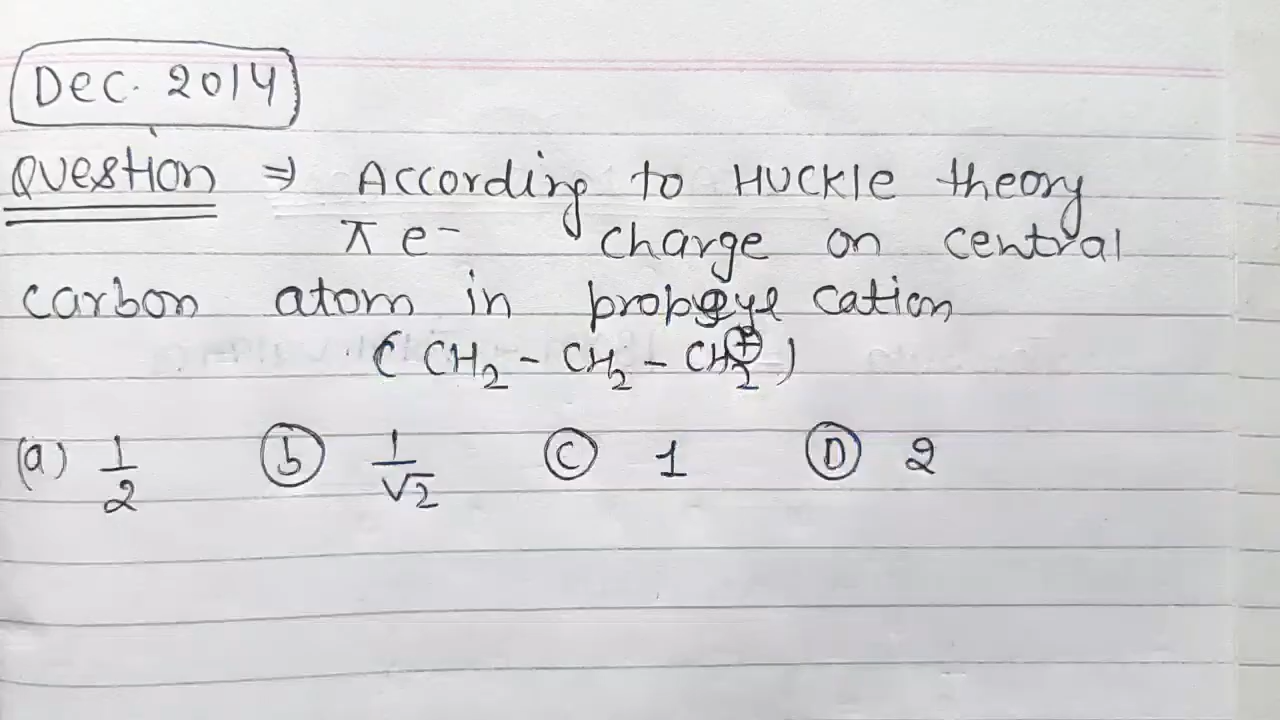 Dec. 2014
Question ⇒ According to Huckle theory
π e⁻ charge on central
carbon atom in cation
(CH₂ - CH₂ - CH₂⊕)
(a) 1/2 (b) 1/√2 (C) 1 (D) 2